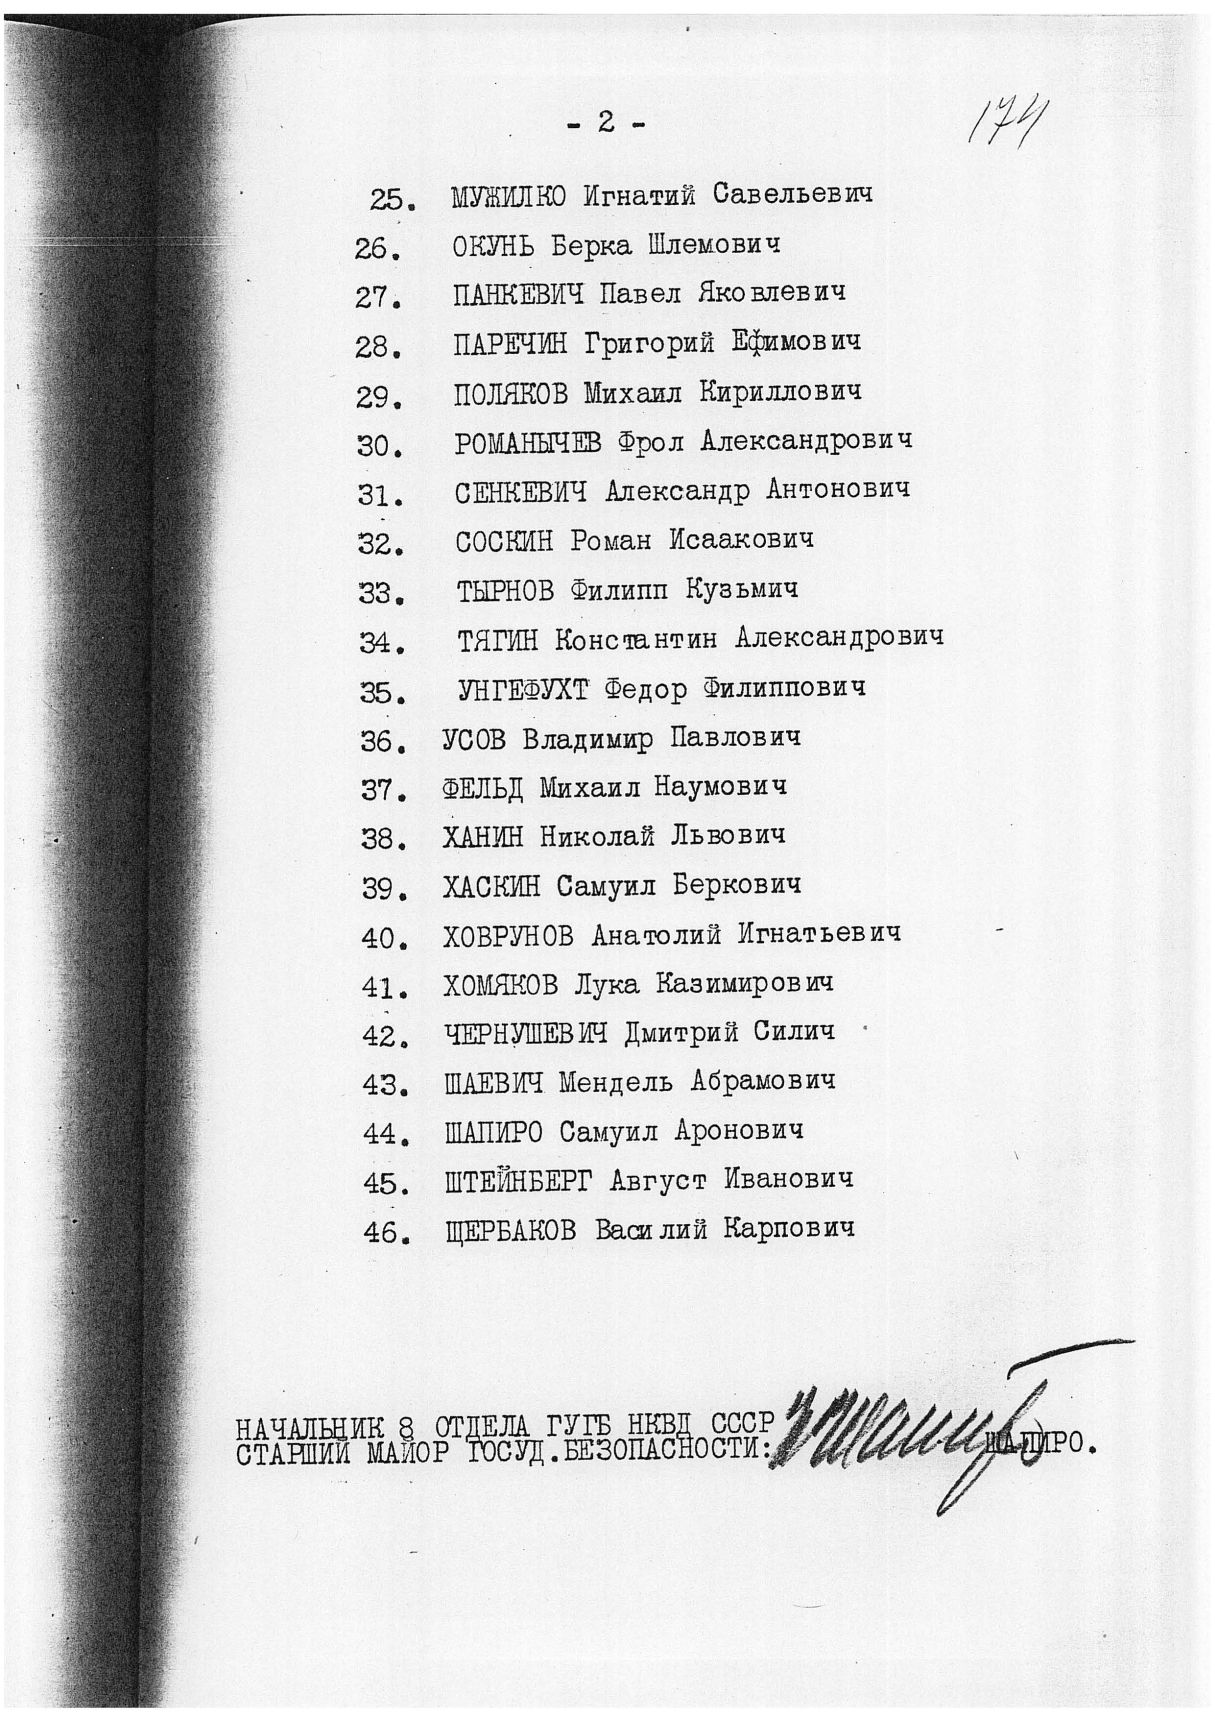 - 2 -
174
25. МУЖИЛКО Игнатий Савельевич
26. ОКУНЬ Берка Шлемович
27. ПАНКЕВИЧ Павел Яковлевич
28. ПАРЕЧИН Григорий Ефимович
29. ПОЛЯКОВ Михаил Кириллович
30. РОМАНЫЧЕВ Фрол Александрович
31. СЕНКЕВИЧ Александр Антонович
32. СОСКИН Роман Исаакович
33. ТЫРНОВ Филипп Кузьмич
34. ТЯГИН Константин Александрович
35. УНГЕФУХТ Федор Филиппович
36. УСОВ Владимир Павлович
37. ФЕЛЬД Михаил Наумович
38. ХАНИН Николай Львович
39. ХАСКИН Самуил Беркович
40. ХОВРУНОВ Анатолий Игнатьевич
41. ХОМЯКОВ Лука Казимирович
42. ЧЕРНУШЕВИЧ Дмитрий Силич
43. ШАЕВИЧ Мендель Абрамович
44. ШАПИРО Самуил Аронович
45. ШТЕЙНБЕРГ Август Иванович
46. ЩЕРБАКОВ Василий Карпович
НАЧАЛЬНИК 8 ОТДЕЛА ГУГБ НКВД СССР
СТАРШИЙ МАЙОР ГОСУД.БЕЗОПАСНОСТИ: ШАПИРО.